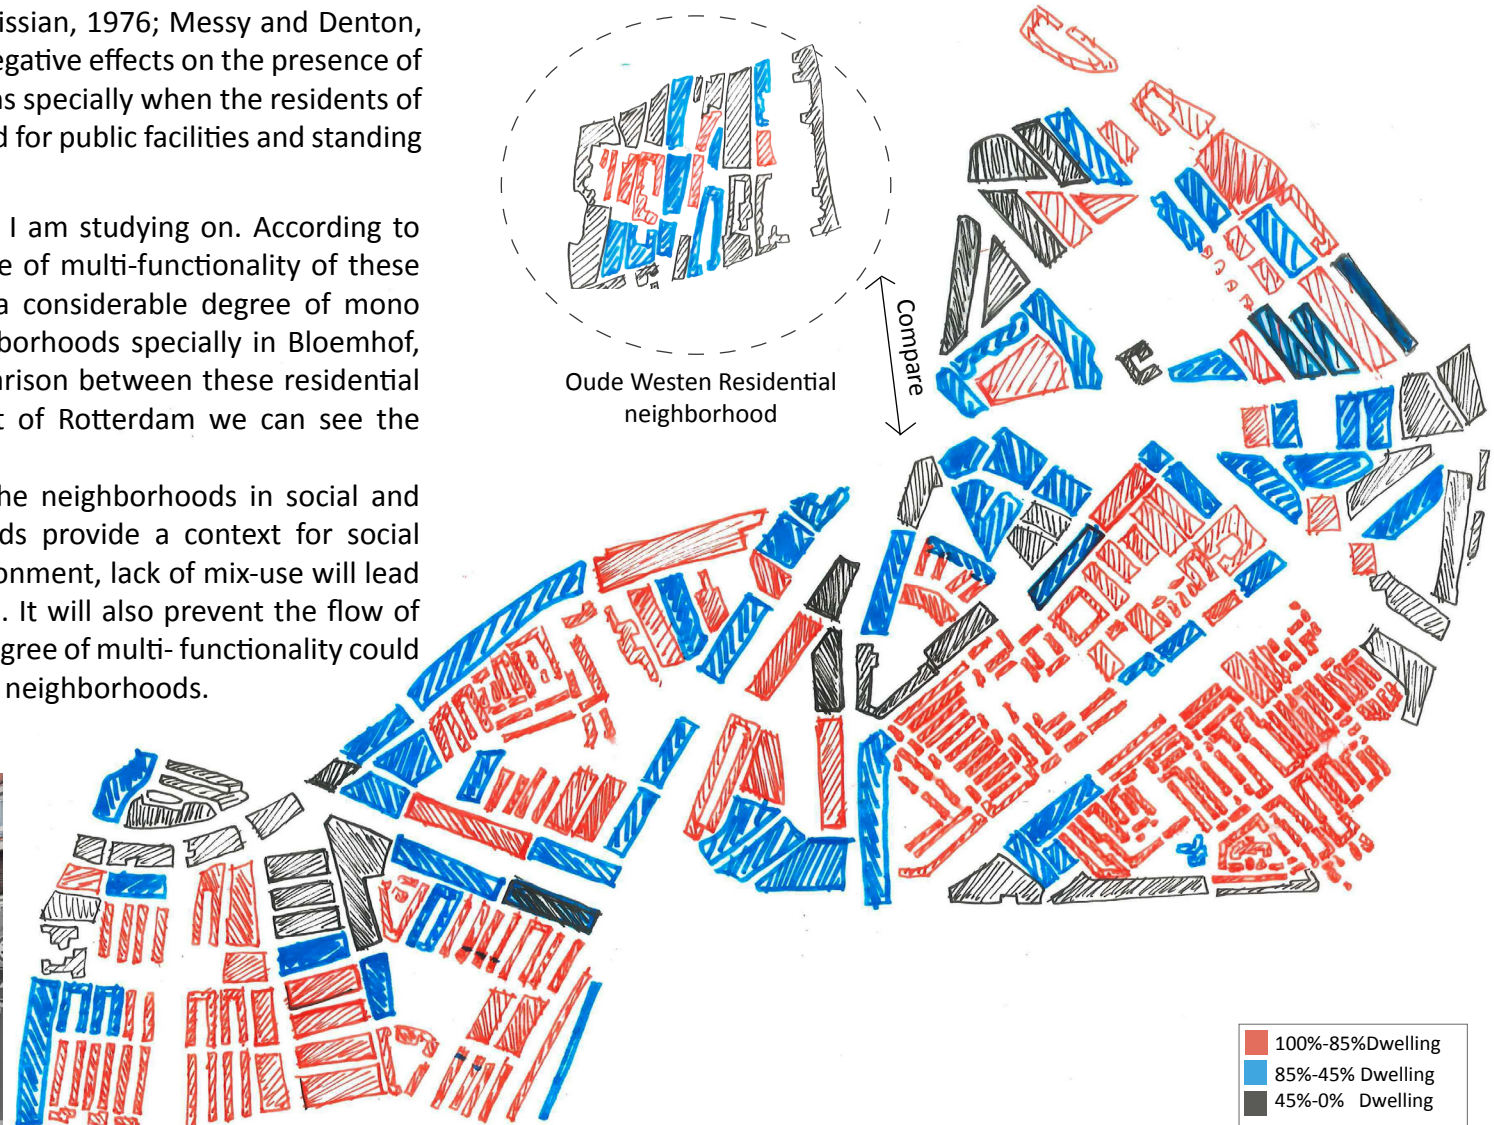 issian, 1976; Messy and Denton,
egative effects on the presence of
s specially when the residents of
for public facilities and standing
I am studying on. According to
e of multi-functionality of these
a considerable degree of mono
borhoods specially in Bloemhof,
arison between these residential
t of Rotterdam we can see the
he neighborhoods in social and
ds provide a context for social
onment, lack of mix-use will lead
. It will also prevent the flow of
gree of multi- functionality could
neighborhoods.
Oude Westen Residential
neighborhood
Compare
100%-85%Dwelling
85%-45% Dwelling
45%-0% Dwelling